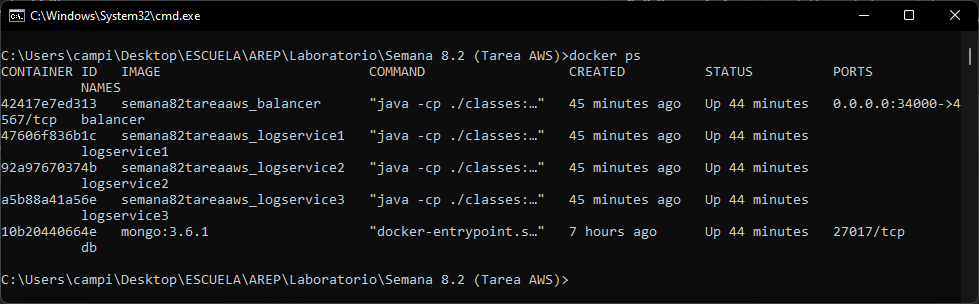 C:\Windows\System32\cmd.exe
C:\Users\campi\Desktop\ESCUELA\AREP\Laboratorio\Semana 8.2 (Tarea AWS)>docker ps
CONTAINER ID   IMAGE                          COMMAND                  CREATED          STATUS          PORTS
          NAMES
42417e7ed313   semana82tareaaws_balancer      "java -cp ./classes:…"   45 minutes ago   Up 44 minutes   0.0.0.0:34000->4
567/tcp   balancer
47606f836b1c   semana82tareaaws_logservice1   "java -cp ./classes:…"   45 minutes ago   Up 44 minutes
          logservice1
92a97670374b   semana82tareaaws_logservice2   "java -cp ./classes:…"   45 minutes ago   Up 44 minutes
          logservice2
a5b88a41a56e   semana82tareaaws_logservice3   "java -cp ./classes:…"   45 minutes ago   Up 44 minutes
          logservice3
10b20440664e   mongo:3.6.1                    "docker-entrypoint.s…"   7 hours ago      Up 44 minutes   27017/tcp
          db
C:\Users\campi\Desktop\ESCUELA\AREP\Laboratorio\Semana 8.2 (Tarea AWS)>